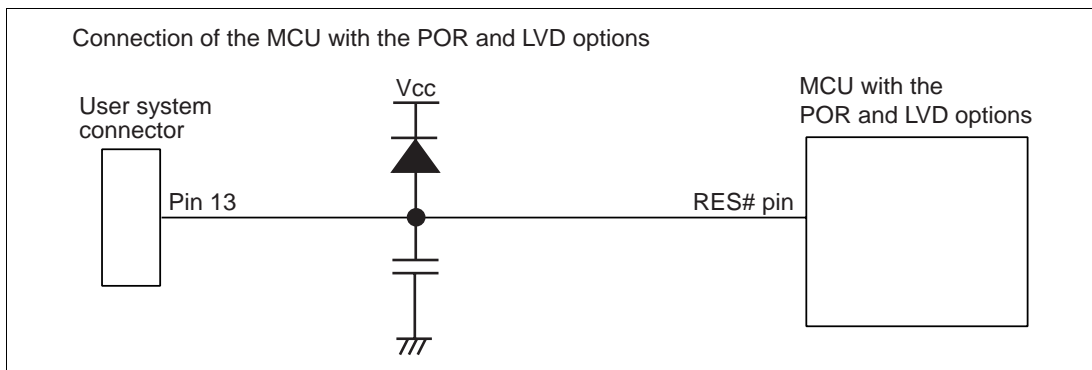 Connection of the MCU with the POR and LVD options
Vcc
User system
connector
MCU with the
POR and LVD options
Pin 13
RES# pin